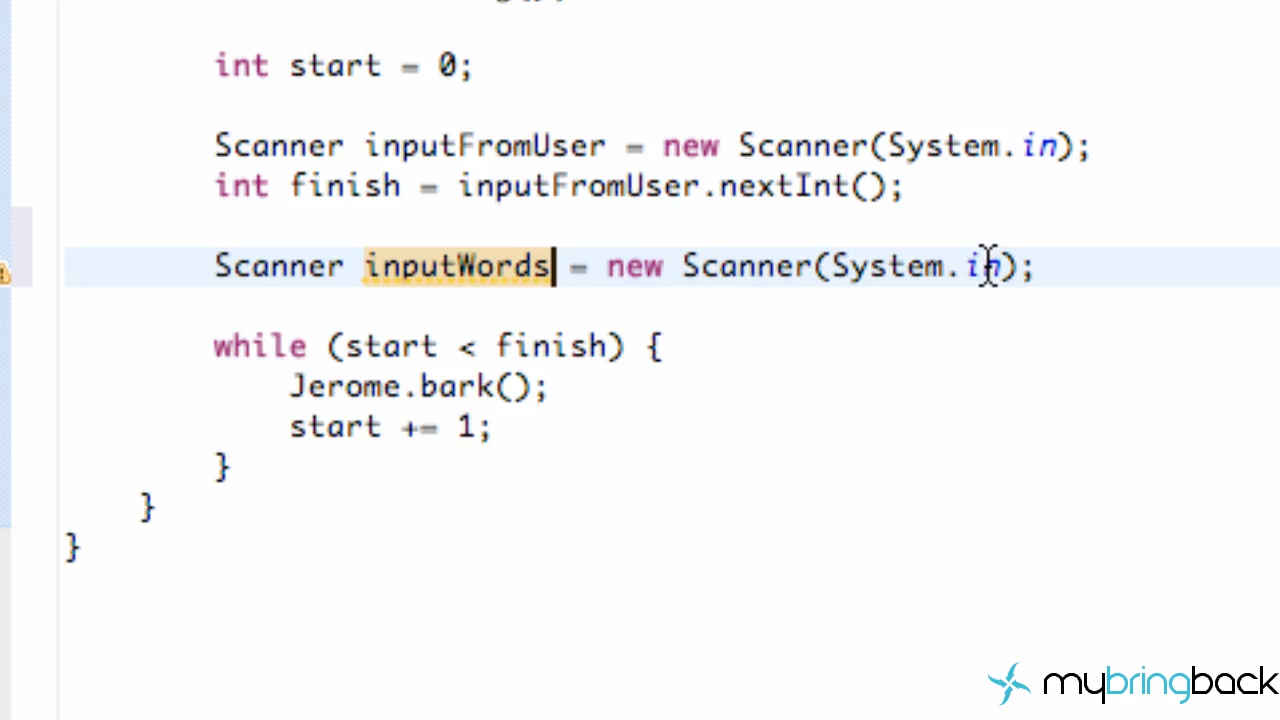 int start = 0;
Scanner inputFromUser = new Scanner(System.in);
int finish = inputFromUser.nextInt();
Scanner inputWords = new Scanner(System.in);
while (start < finish) {
Jerome.bark();
start += 1;
}
}
}
mybringback